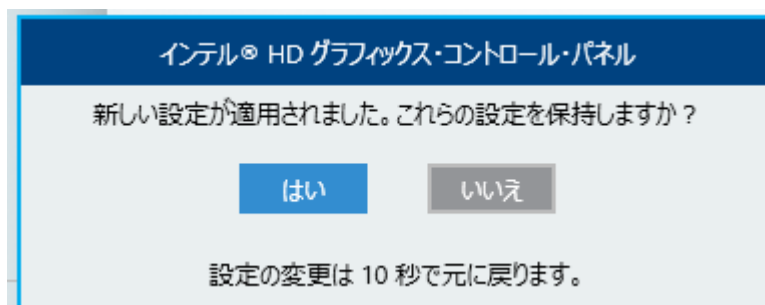 インテル® HD グラフィックス・コントロール・パネル
新しい設定が適用されました。これらの設定を保持しますか？
はい
いいえ
設定の変更は 10 秒で元に戻ります。